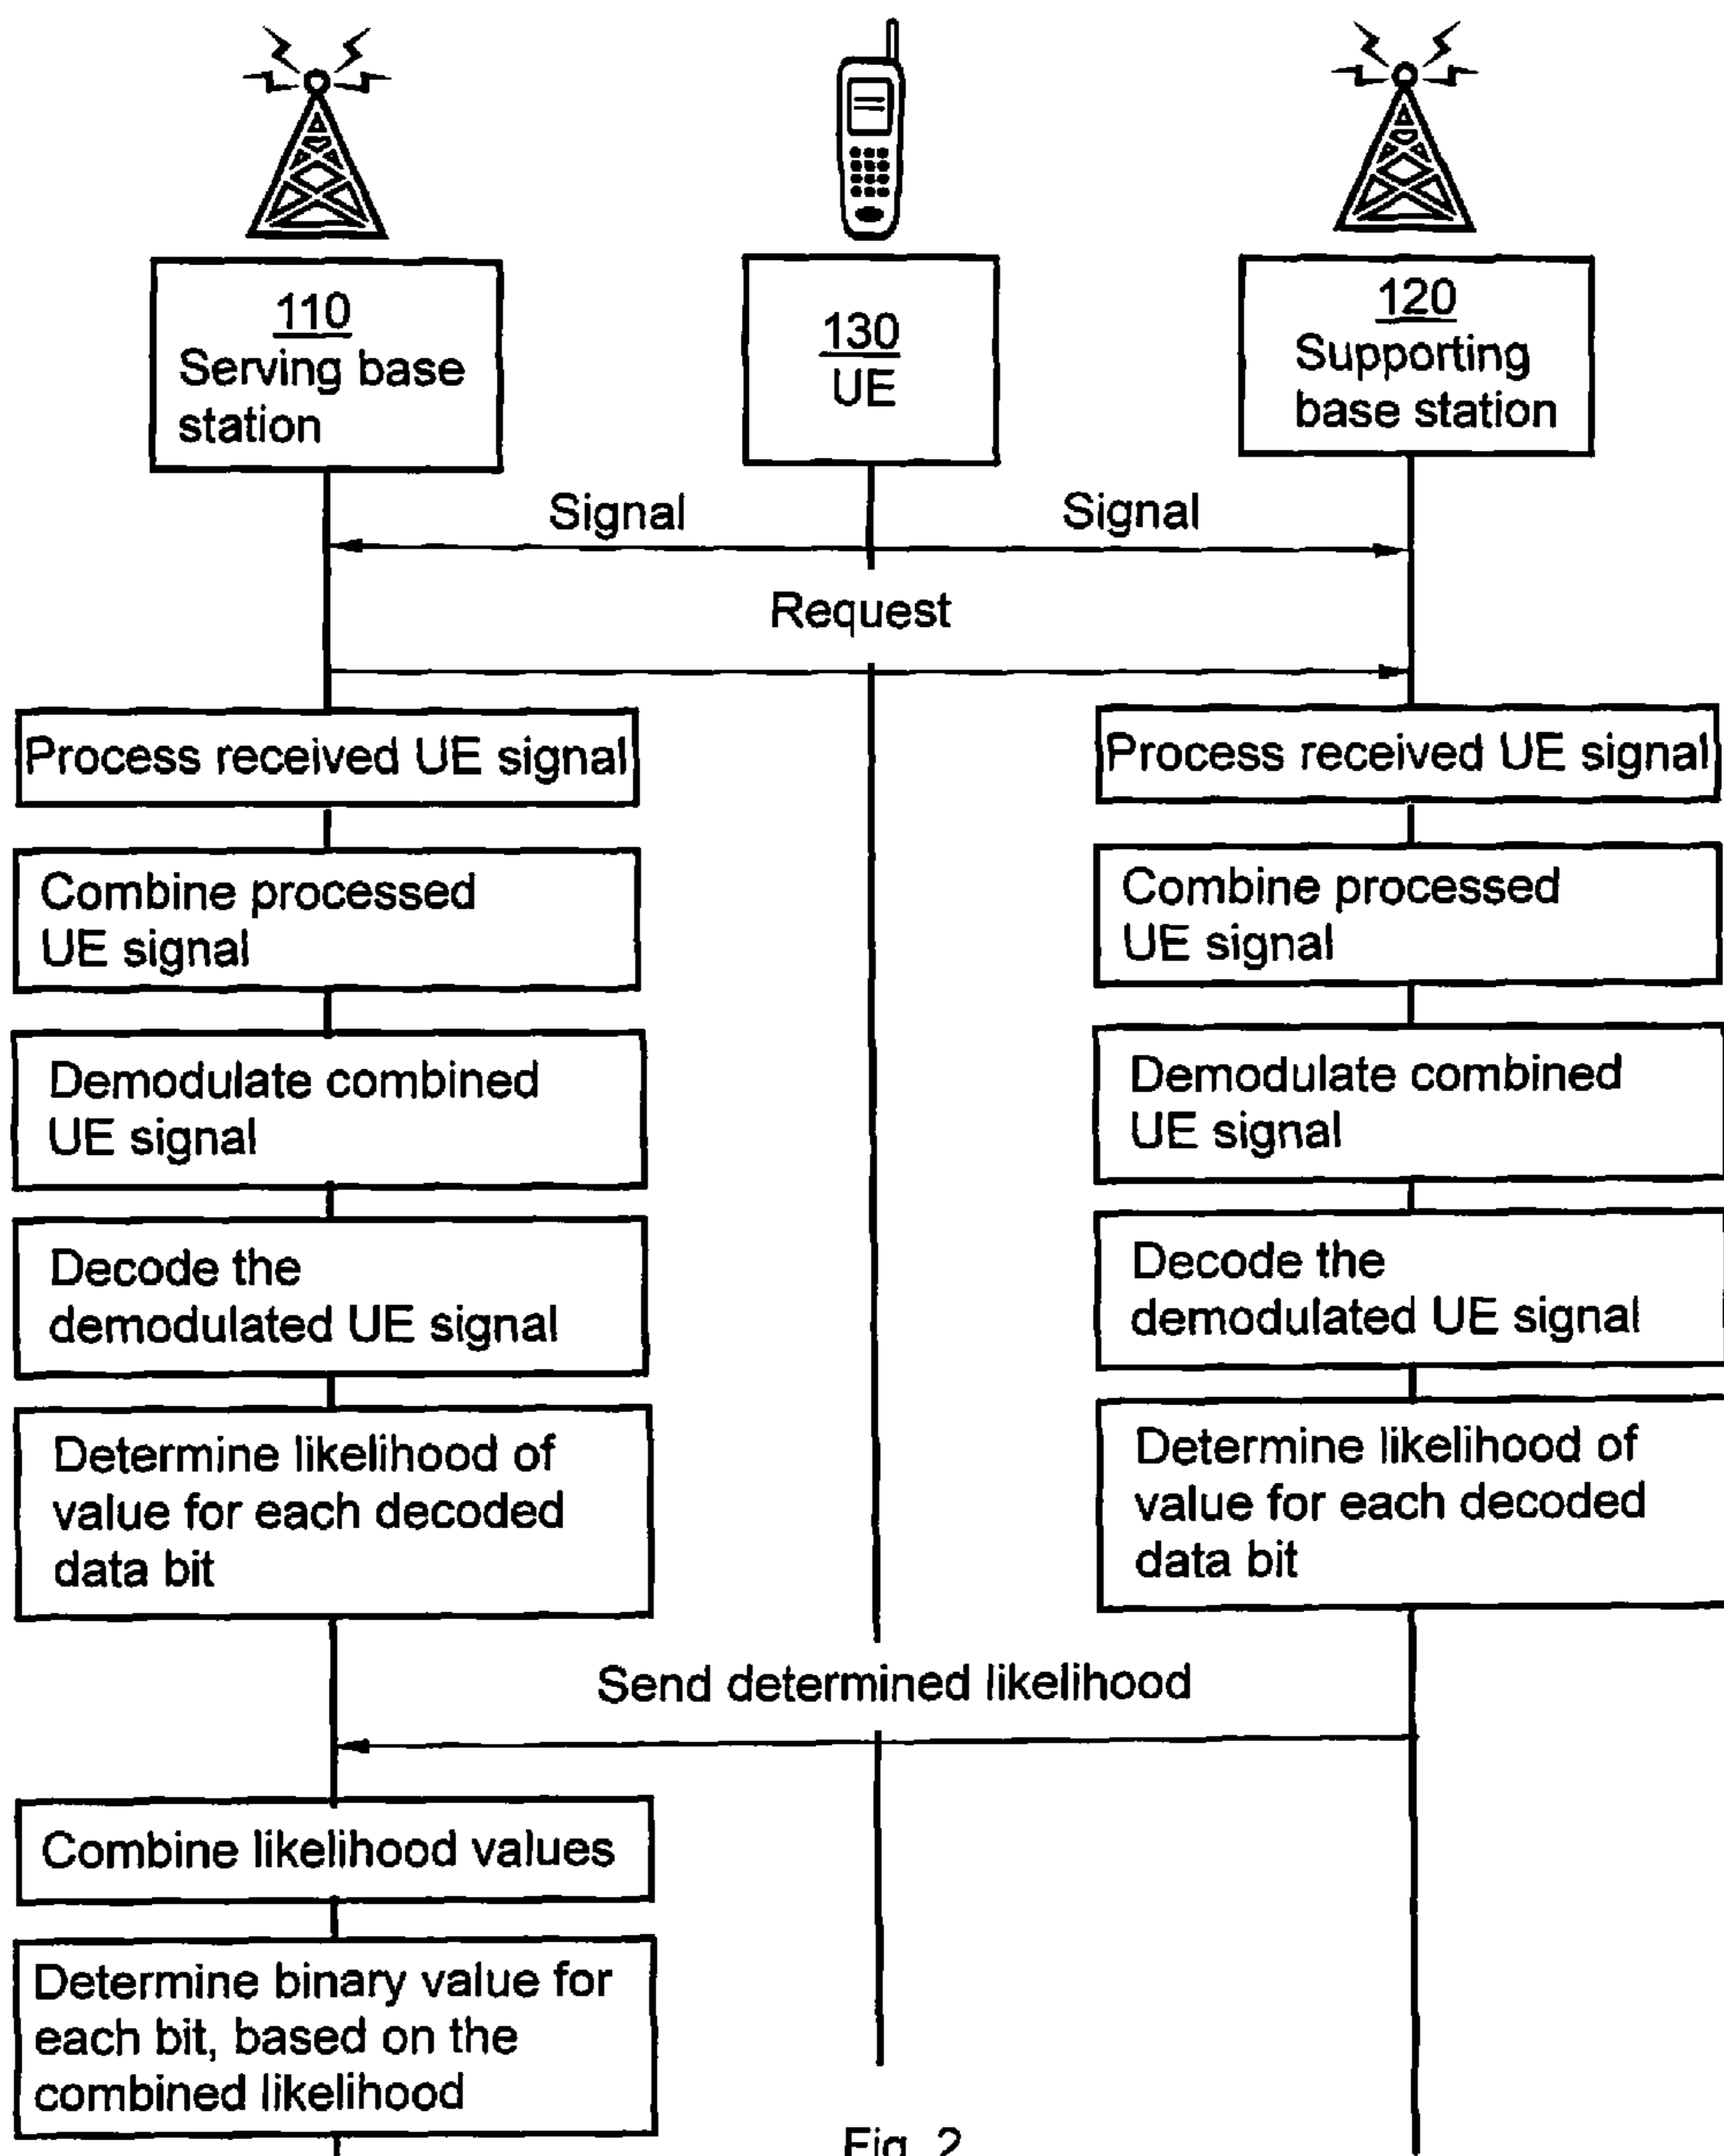 110
Serving base
station
130
UE
120
Supporting
base station
Signal
Signal
Request
Process received UE signal
Process received UE signal
Combine processed
UE signal
Combine processed
UE signal
Demodulate combined
UE signal
Demodulate combined
UE signal
Decode the
demodulated UE signal
Decode the
demodulated UE signal
Determine likelihood of
value for each decoded
data bit
Determine likelihood of
value for each decoded
data bit
Send determined likelihood
Combine likelihood values
Determine binary value for
each bit, based on the
combined likelihood
Fig. 2